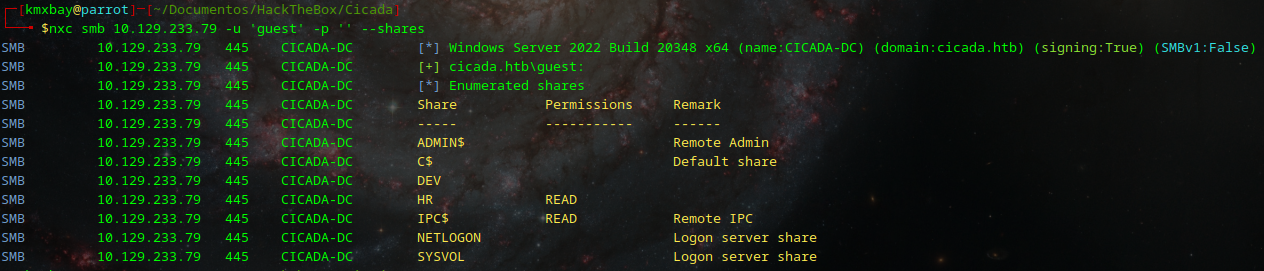 ┌─[kmxbay@parrot]─[~/Documentos/HackTheBox/Cicada]
└──╼ $nxc smb 10.129.233.79 -u 'guest' -p '' --shares
SMB         10.129.233.79   445    CICADA-DC        [*] Windows Server 2022 Build 20348 x64 (name:CICADA-DC) (domain:cicada.htb) (signing:True) (SMBv1:False)
SMB         10.129.233.79   445    CICADA-DC        [+] cicada.htb\guest:
SMB         10.129.233.79   445    CICADA-DC        [*] Enumerated shares
SMB         10.129.233.79   445    CICADA-DC        Share           Permissions     Remark
SMB         10.129.233.79   445    CICADA-DC        -----           -----------     ------
SMB         10.129.233.79   445    CICADA-DC        ADMIN$                          Remote Admin
SMB         10.129.233.79   445    CICADA-DC        C$                              Default share
SMB         10.129.233.79   445    CICADA-DC        DEV
SMB         10.129.233.79   445    CICADA-DC        HR              READ
SMB         10.129.233.79   445    CICADA-DC        IPC$            READ            Remote IPC
SMB         10.129.233.79   445    CICADA-DC        NETLOGON                        Logon server share
SMB         10.129.233.79   445    CICADA-DC        SYSVOL                          Logon server share